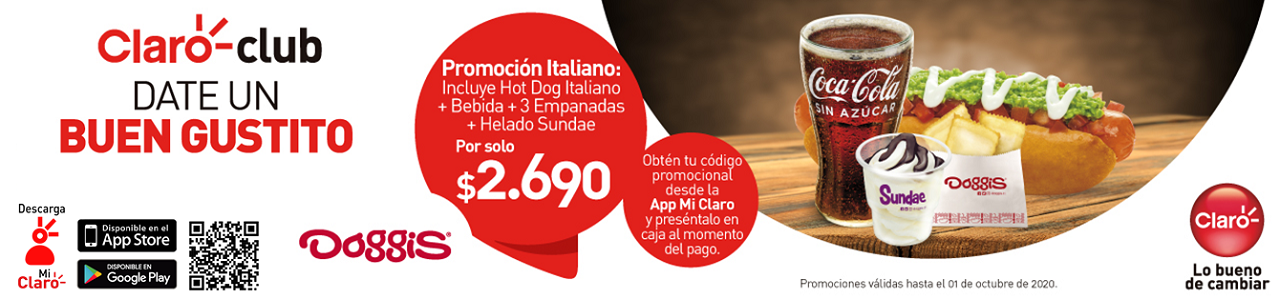 Claro-club
DATE UN
BUEN GUSTITO
Descarga
Mi
Claro-
Disponible en el
App Store
DISPONIBLE EN
Google Play
Doggis
Promoción Italiano:
Incluye Hot Dog Italiano
+ Bebida + 3 Empanadas
+ Helado Sundae
Por solo
$2.690
Obtén tu código
promocional
desde la
App Mi Claro
y preséntalo en
caja al momento
del pago.
Coca-Cola
SIN AZÚCAR
Sundae
Doggis
Promociones válidas hasta el 01 de octubre de 2020.
Claro-
Lo bueno
de cambiar